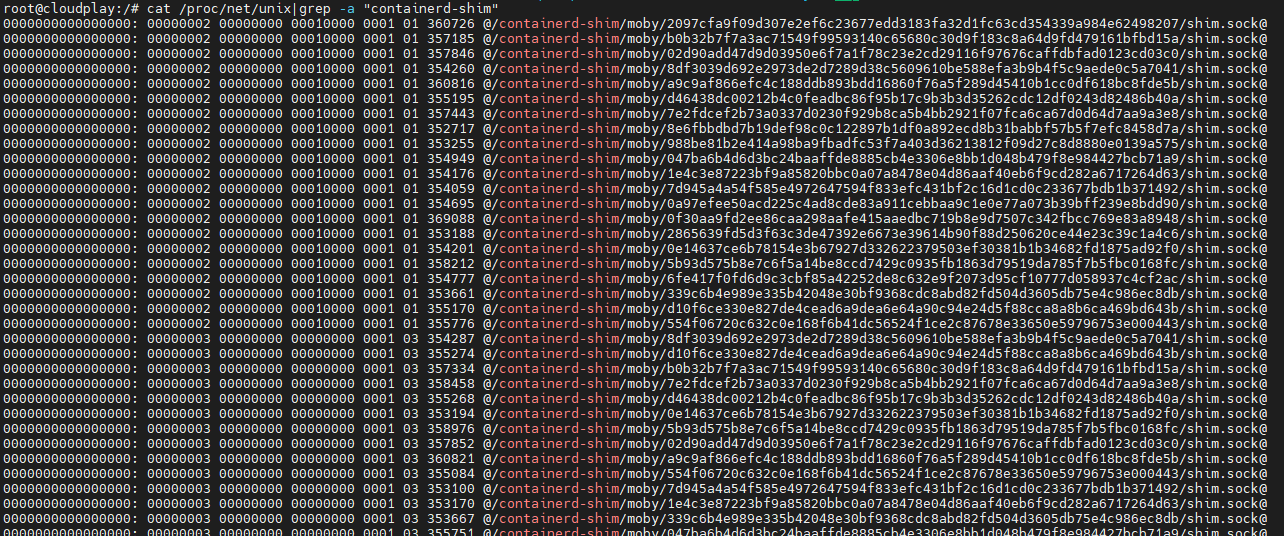 root@cloudplay:/# cat /proc/net/unix|grep -a "containerd-shim"
0000000000000000: 00000002 00000000 00010000 0001 01 360726 @/containerd-shim/moby/2097cfa9f09d307e2ef6c23677edd3183fa32d1fc63cd354339a984e62498207/shim.sock@
0000000000000000: 00000002 00000000 00010000 0001 01 357185 @/containerd-shim/moby/b0b32b7f7a3ac71549f99593140c65680c30d9f183c8a64d9fd479161bfbd15a/shim.sock@
0000000000000000: 00000002 00000000 00010000 0001 01 357846 @/containerd-shim/moby/02d90add47d9d03950e6f7a1f78c23e2cd29116f97676caffdbfad0123cd03c0/shim.sock@
0000000000000000: 00000002 00000000 00010000 0001 01 354260 @/containerd-shim/moby/8df3039d692e2973de2d7289d38c5609610be588efa3b9b4f5c9aede0c5a7041/shim.sock@
0000000000000000: 00000002 00000000 00010000 0001 01 360816 @/containerd-shim/moby/a9c9af866efc4c188ddb893bdd16860f76a5f289d45410b1cc0df618bc8fde5b/shim.sock@
0000000000000000: 00000002 00000000 00010000 0001 01 355195 @/containerd-shim/moby/d46438dc00212b4c0feadbc86f95b17c9b3b3d35262cdc12df0243d82486b40a/shim.sock@
0000000000000000: 00000002 00000000 00010000 0001 01 357443 @/containerd-shim/moby/7e2fdcef2b73a0337d0230f929b8ca5b4bb2921f07fca6ca67d0d64d7aa9a3e8/shim.sock@
0000000000000000: 00000002 00000000 00010000 0001 01 352717 @/containerd-shim/moby/8e6fbbdbd7b19def98c0c122897b1df0a892ecd8b31babbf57b5f7efc8458d7a/shim.sock@
0000000000000000: 00000002 00000000 00010000 0001 01 353255 @/containerd-shim/moby/988be81b2e414a98ba9fbadfc53f7a403d36213812f09d27c8d8880e0139a575/shim.sock@
0000000000000000: 00000002 00000000 00010000 0001 01 354949 @/containerd-shim/moby/047ba6b4d6d3bc24baaffde8885cb4e3306e8bb1d048b479f8e984427bcb71a9/shim.sock@
0000000000000000: 00000002 00000000 00010000 0001 01 354176 @/containerd-shim/moby/1e4c3e87223bf9a85820bbc0a07a8478e04d86aaf40eb6f9cd282a6717264d63/shim.sock@
0000000000000000: 00000002 00000000 00010000 0001 01 354059 @/containerd-shim/moby/7d945a4a54f585e4972647594f833efc431bf2c16d1cd0c233677bdb1b371492/shim.sock@
0000000000000000: 00000002 00000000 00010000 0001 01 354695 @/containerd-shim/moby/0a97efee50acd225c4ad8cde83a911cebbaa9c1e0e77a073b39bff239e8bdd90/shim.sock@
0000000000000000: 00000002 00000000 00010000 0001 01 369088 @/containerd-shim/moby/0f30aa9fd2ee86caa298aafe415aaedbc719b8e9d7507c342fbcc769e83a8948/shim.sock@
0000000000000000: 00000002 00000000 00010000 0001 01 353188 @/containerd-shim/moby/2865639fd5d3f63c3de47392e6673e39614b90f88d250620ce44e23c39c1a4c6/shim.sock@
0000000000000000: 00000002 00000000 00010000 0001 01 354201 @/containerd-shim/moby/0e14637ce6b78154e3b67927d332622379503ef30381b1b34682fd1875ad92f0/shim.sock@
0000000000000000: 00000002 00000000 00010000 0001 01 358212 @/containerd-shim/moby/5b93d575b8e7c6f5a14be8ccd7429c0935fb1863d79519da785f7b5fbc0168fc/shim.sock@
0000000000000000: 00000002 00000000 00010000 0001 01 354777 @/containerd-shim/moby/6fe417f0fd6d9c3cbf85a42252de8c632e9f2073d95cf10777d058937c4cf2ac/shim.sock@
0000000000000000: 00000002 00000000 00010000 0001 01 353661 @/containerd-shim/moby/339c6b4e989e335b42048e30bf9368cdc8abd82fd504d3605db75e4c986ec8db/shim.sock@
0000000000000000: 00000002 00000000 00010000 0001 01 355170 @/containerd-shim/moby/d10f6ce330e827de4cead6a9dea6e64a90c94e24d5f88cca8a8b6ca469bd643b/shim.sock@
0000000000000000: 00000002 00000000 00010000 0001 01 355776 @/containerd-shim/moby/554f06720c632c0e168f6b41dc56524f1ce2c87678e33650e59796753e000443/shim.sock@
0000000000000000: 00000003 00000000 00000000 0001 03 354287 @/containerd-shim/moby/8df3039d692e2973de2d7289d38c5609610be588efa3b9b4f5c9aede0c5a7041/shim.sock@
0000000000000000: 00000003 00000000 00000000 0001 03 355274 @/containerd-shim/moby/d10f6ce330e827de4cead6a9dea6e64a90c94e24d5f88cca8a8b6ca469bd643b/shim.sock@
0000000000000000: 00000003 00000000 00000000 0001 03 357334 @/containerd-shim/moby/b0b32b7f7a3ac71549f99593140c65680c30d9f183c8a64d9fd479161bfbd15a/shim.sock@
0000000000000000: 00000003 00000000 00000000 0001 03 358458 @/containerd-shim/moby/7e2fdcef2b73a0337d0230f929b8ca5b4bb2921f07fca6ca67d0d64d7aa9a3e8/shim.sock@
0000000000000000: 00000003 00000000 00000000 0001 03 355268 @/containerd-shim/moby/d46438dc00212b4c0feadbc86f95b17c9b3b3d35262cdc12df0243d82486b40a/shim.sock@
0000000000000000: 00000003 00000000 00000000 0001 03 353194 @/containerd-shim/moby/0e14637ce6b78154e3b67927d332622379503ef30381b1b34682fd1875ad92f0/shim.sock@
0000000000000000: 00000003 00000000 00000000 0001 03 358976 @/containerd-shim/moby/5b93d575b8e7c6f5a14be8ccd7429c0935fb1863d79519da785f7b5fbc0168fc/shim.sock@
0000000000000000: 00000003 00000000 00000000 0001 03 357852 @/containerd-shim/moby/02d90add47d9d03950e6f7a1f78c23e2cd29116f97676caffdbfad0123cd03c0/shim.sock@
0000000000000000: 00000003 00000000 00000000 0001 03 360821 @/containerd-shim/moby/a9c9af866efc4c188ddb893bdd16860f76a5f289d45410b1cc0df618bc8fde5b/shim.sock@
0000000000000000: 00000003 00000000 00000000 0001 03 355084 @/containerd-shim/moby/554f06720c632c0e168f6b41dc56524f1ce2c87678e33650e59796753e000443/shim.sock@
0000000000000000: 00000003 00000000 00000000 0001 03 353100 @/containerd-shim/moby/7d945a4a54f585e4972647594f833efc431bf2c16d1cd0c233677bdb1b371492/shim.sock@
0000000000000000: 00000003 00000000 00000000 0001 03 353170 @/containerd-shim/moby/1e4c3e87223bf9a85820bbc0a07a8478e04d86aaf40eb6f9cd282a6717264d63/shim.sock@
0000000000000000: 00000003 00000000 00000000 0001 03 353667 @/containerd-shim/moby/339c6b4e989e335b42048e30bf9368cdc8abd82fd504d3605db75e4c986ec8db/shim.sock@
0000000000000000: 00000003 00000000 00000000 0001 03 355751 @/containerd-shim/moby/047ba6b4d6d3bc24baaffde8885cb4e3306e8bb1d048b479f8e984427bcb71a9/shim.sock@